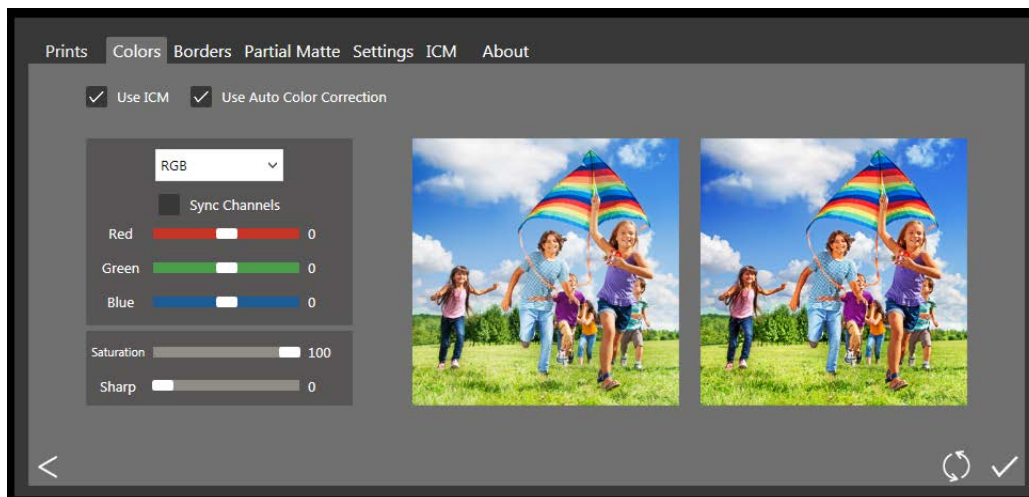 Prints Colors Borders Partial Matte Settings ICM About
Use ICM Use Auto Color Correction
RGB
Sync Channels
Red 0
Green 0
Blue 0
Saturation 100
Sharp 0